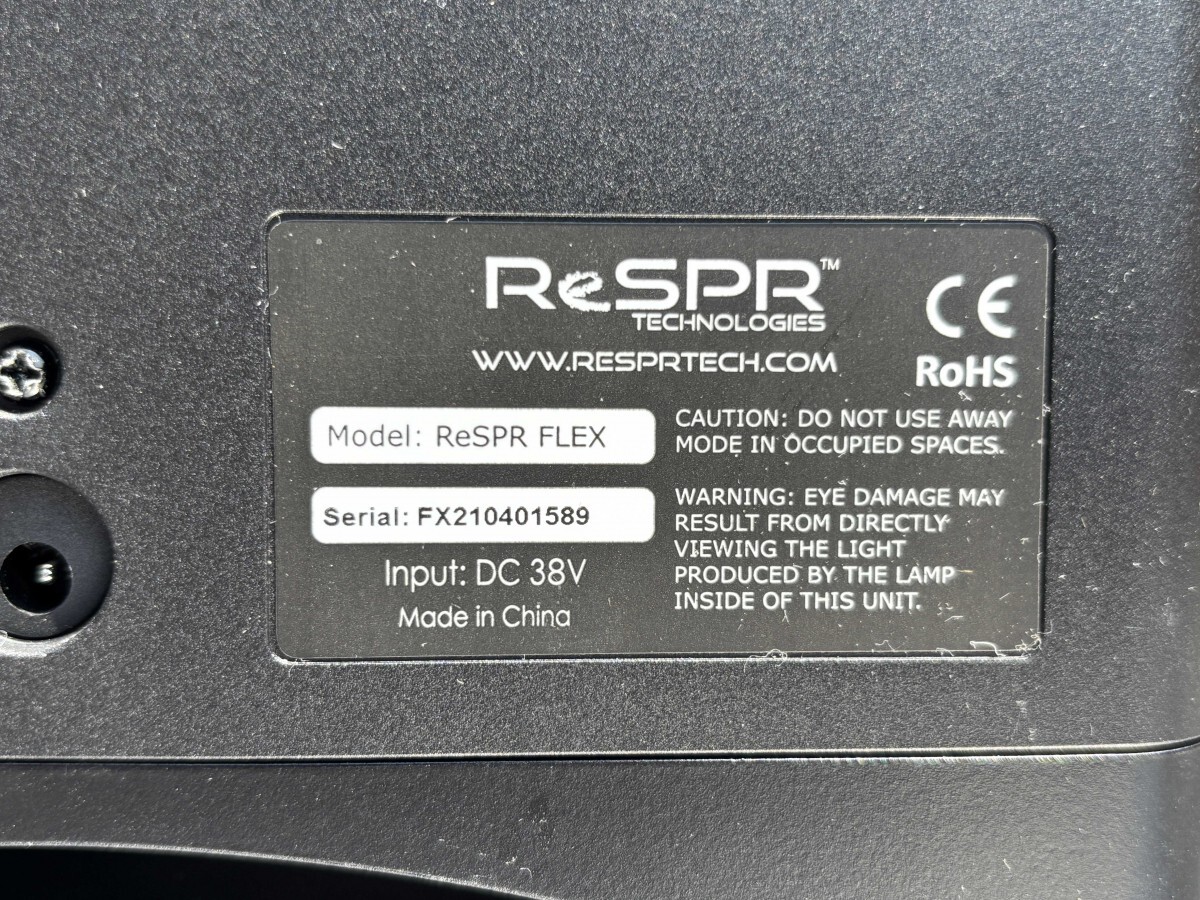 ReSPR™
TECHNOLOGIES
WWW.RESPRTECH.COM
CE
RoHS
Model: ReSPR FLEX
Serial: FX210401589
Input: DC 38V
Made in China
CAUTION: DO NOT USE AWAY
MODE IN OCCUPIED SPACES.
WARNING: EYE DAMAGE MAY
RESULT FROM DIRECTLY
VIEWING THE LIGHT
PRODUCED BY THE LAMP
INSIDE OF THIS UNIT.